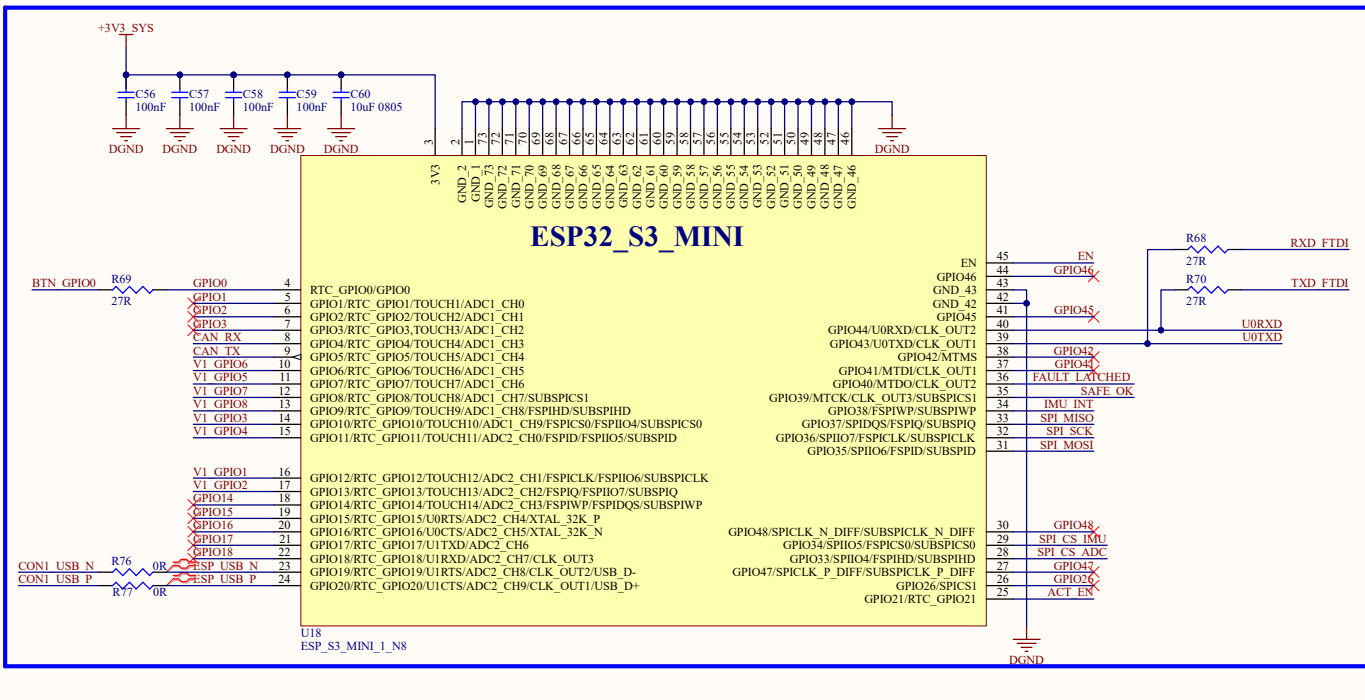 +3V3_SYS
C56
100nF
C57
100nF
C58
100nF
C59
100nF
C60
10uF 0805
DGND
DGND
DGND
DGND
DGND
DGND
3
2
1
73
72
71
70
69
68
67
66
65
64
63
62
61
60
59
58
57
56
55
54
53
52
51
50
49
48
47
46
3V3
GND_2
GND_1
GND_73
GND_72
GND_71
GND_70
GND_69
GND_68
GND_67
GND_66
GND_65
GND_64
GND_63
GND_62
GND_61
GND_60
GND_59
GND_58
GND_57
GND_56
GND_55
GND_54
GND_53
GND_52
GND_51
GND_50
GND_49
GND_48
GND_47
GND_46
ESP32_S3_MINI
BTN_GPIO0
R69
27R
GPIO0 4 RTC_GPIO0/GPIO0
GPIO1 5 GPIO1/RTC_GPIO1/TOUCH1/ADC1_CH0
GPIO2 6 GPIO2/RTC_GPIO2/TOUCH2/ADC1_CH1
GPIO3 7 GPIO3/RTC_GPIO3,TOUCH3/ADC1_CH2
CAN_RX 8 GPIO4/RTC_GPIO4/TOUCH4/ADC1_CH3
CAN_TX 9 GPIO5/RTC_GPIO5/TOUCH5/ADC1_CH4
V1_GPIO6 10 GPIO6/RTC_GPIO6/TOUCH6/ADC1_CH5
V1_GPIO5 11 GPIO7/RTC_GPIO7/TOUCH7/ADC1_CH6
V1_GPIO7 12 GPIO8/RTC_GPIO8/TOUCH8/ADC1_CH7/SUBSPICS1
V1_GPIO8 13 GPIO9/RTC_GPIO9/TOUCH9/ADC1_CH8/FSPIHD/SUBSPIHD
V1_GPIO3 14 GPIO10/RTC_GPIO10/TOUCH10/ADC1_CH9/FSPICS0/FSPIIO4/SUBSPICS0
V1_GPIO4 15 GPIO11/RTC_GPIO11/TOUCH11/ADC2_CH0/FSPID/FSPIIO5/SUBSPID
V1_GPIO1 16 GPIO12/RTC_GPIO12/TOUCH12/ADC2_CH1/FSPICLK/FSPIIO6/SUBSPICLK
V1_GPIO2 17 GPIO13/RTC_GPIO13/TOUCH13/ADC2_CH2/FSPIQ/FSPIIO7/SUBSPIQ
GPIO14 18 GPIO14/RTC_GPIO14/TOUCH14/ADC2_CH3/FSPIWP/FSPIDQS/SUBSPIWP
GPIO15 19 GPIO15/RTC_GPIO15/U0RTS/ADC2_CH4/XTAL_32K_P
GPIO16 20 GPIO16/RTC_GPIO16/U0CTS/ADC2_CH5/XTAL_32K_N
GPIO17 21 GPIO17/RTC_GPIO17/U1TXD/ADC2_CH6
GPIO18 22 GPIO18/RTC_GPIO18/U1RXD/ADC2_CH7/CLK_OUT3
CON1_USB_N R76 0R ESP_USB_N 23 GPIO19/RTC_GPIO19/U1RTS/ADC2_CH8/CLK_OUT2/USB_D-
CON1_USB_P R77 0R ESP_USB_P 24 GPIO20/RTC_GPIO20/U1CTS/ADC2_CH9/CLK_OUT1/USB_D+
EN 45 EN
GPIO46 44 GPIO46
GND_43 43
GND_42 42
GPIO45 41 GPIO45
GPIO44/U0RXD/CLK_OUT2 40 U0RXD
GPIO43/U0TXD/CLK_OUT1 39 U0TXD
GPIO42/MTMS 38 GPIO42
GPIO41/MTDI/CLK_OUT1 37 GPIO41
GPIO40/MTDO/CLK_OUT2 36 FAULT_LATCHED
GPIO39/MTCK/CLK_OUT3/SUBSPICS1 35 SAFE_OK
GPIO38/FSPIWP/SUBSPIWP 34 IMU_INT
GPIO37/SPIDQS/FSPIQ/SUBSPIQ 33 SPI_MISO
GPIO36/SPIIO7/FSPICLK/SUBSPICLK 32 SPI_SCK
GPIO35/SPIIO6/FSPID/SUBSPID 31 SPI_MOSI
GPIO48/SPICLK_N_DIFF/SUBSPICLK_N_DIFF 30 GPIO48
GPIO34/SPIIO5/FSPICS0/SUBSPICS0 29 SPI_CS_IMU
GPIO33/SPIIO4/FSPIHD/SUBSPIHD 28 SPI_CS_ADC
GPIO47/SPICLK_P_DIFF/SUBSPICLK_P_DIFF 27 GPIO47
GPIO26/SPICS1 26 GPIO26
GPIO21/RTC_GPIO21 25 ACT_EN
R68
27R
RXD_FTDI
R70
27R
TXD_FTDI
U18
ESP_S3_MINI_1_N8
DGND